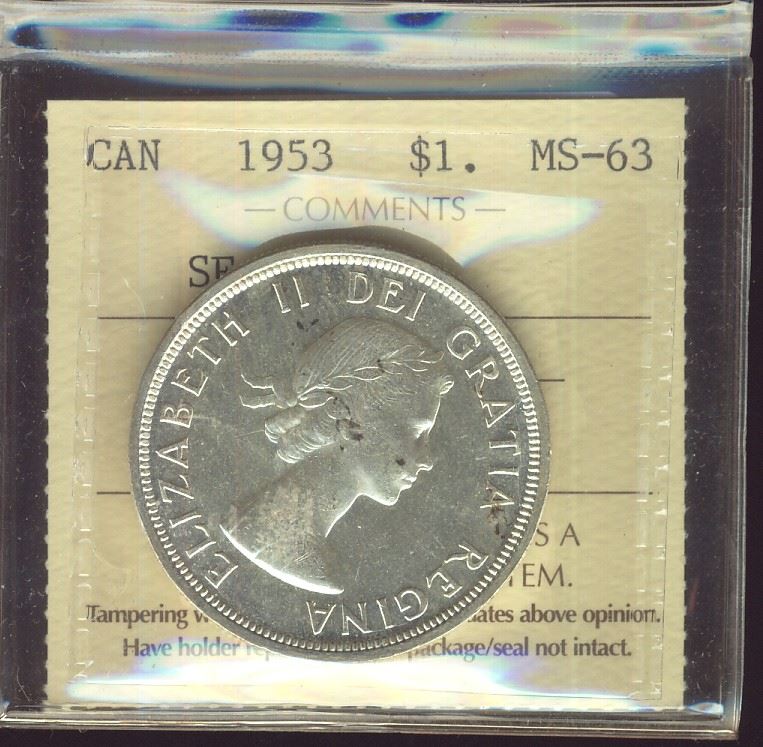 CAN 1953 $1. MS-63
— COMMENTS —
ELIZABETH II DEI GRATIA REGINA
S A
TEM.
Tampering above opinion.
Have holder package/seal not intact.